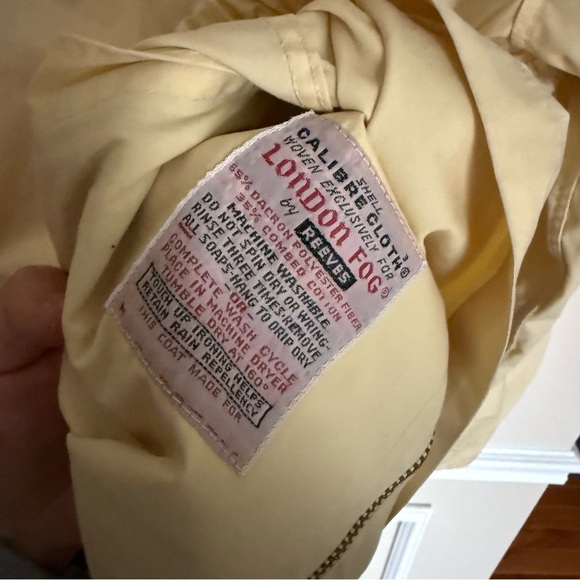 SHELL
CALIBRE CLOTH®
WOVEN EXCLUSIVELY FOR
LONDON FOG®
by REEVES
65% DACRON POLYESTER FIBER
35% COMBED COTTON
MACHINE WASHABLE
DO NOT SPIN DRY OR WRING.
RINSE THREE TIMES. REMOVE
ALL SOAPS. HANG TO DRIP DRY
OR
COMPLETE WASH CYCLE
PLACE IN MACHINE DRYER
TUMBLE DRY AT 160°
TOUCH UP IRONING HELPS
RETAIN RAIN REPELLENCY
THIS COAT MADE FOR